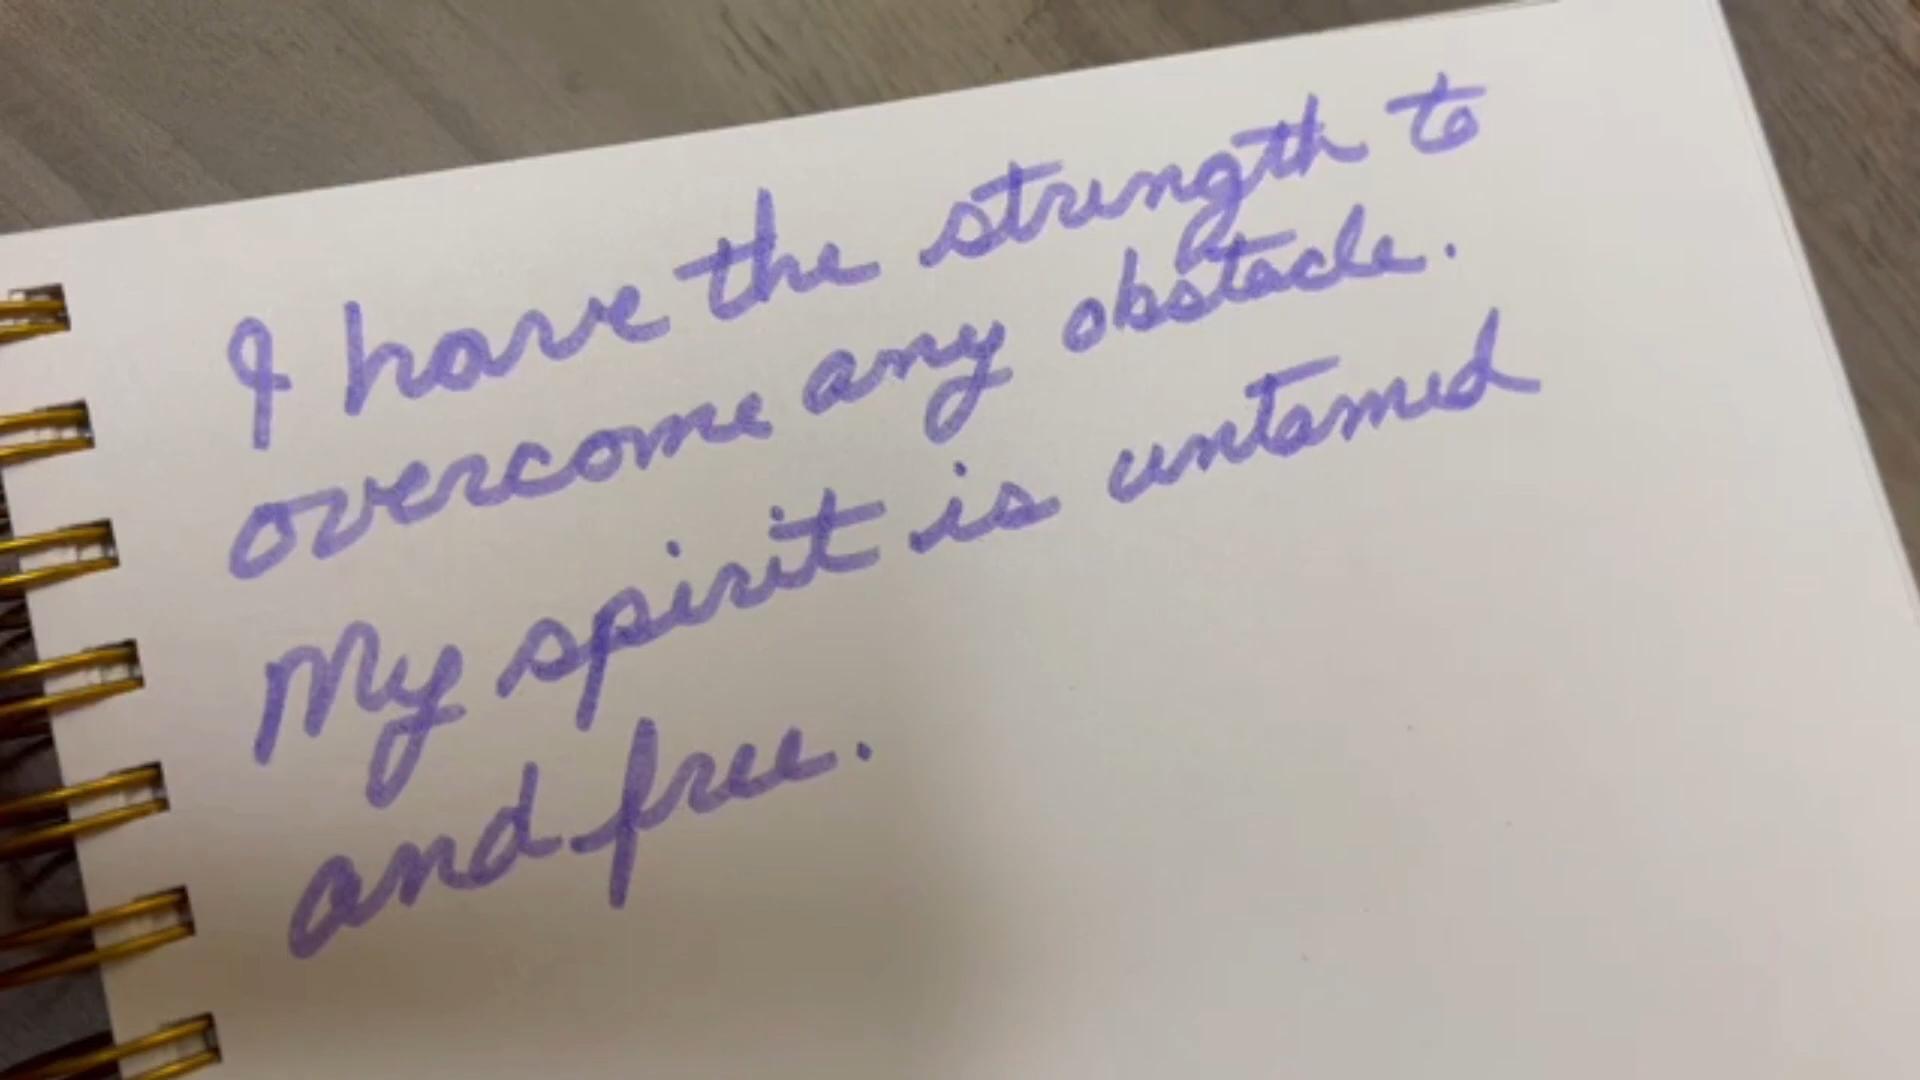 I have the strength to
overcome any obstacle.
My spirit is untamed
and free.